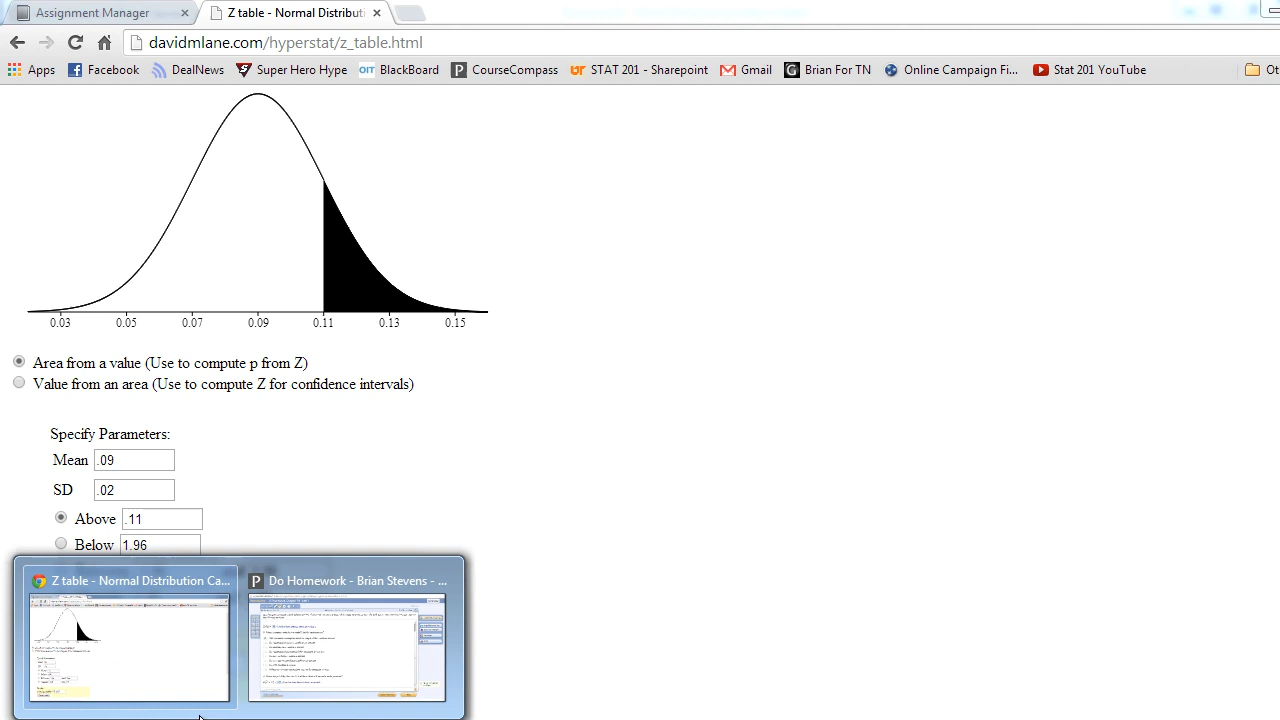 Assignment Manager
Z table - Normal Distributi
davidmlane.com/hyperstat/z_table.html
Apps Facebook DealNews Super Hero Hype BlackBoard CourseCompass STAT 201 - Sharepoint Gmail Brian For TN Online Campaign Fi... Stat 201 YouTube Ot
0.03 0.05 0.07 0.09 0.11 0.13 0.15
Area from a value (Use to compute p from Z)
Value from an area (Use to compute Z for confidence intervals)
Specify Parameters:
Mean .09
SD .02
Above .11
Below 1.96
Z table - Normal Distribution Ca...
Do Homework - Brian Stevens - ...